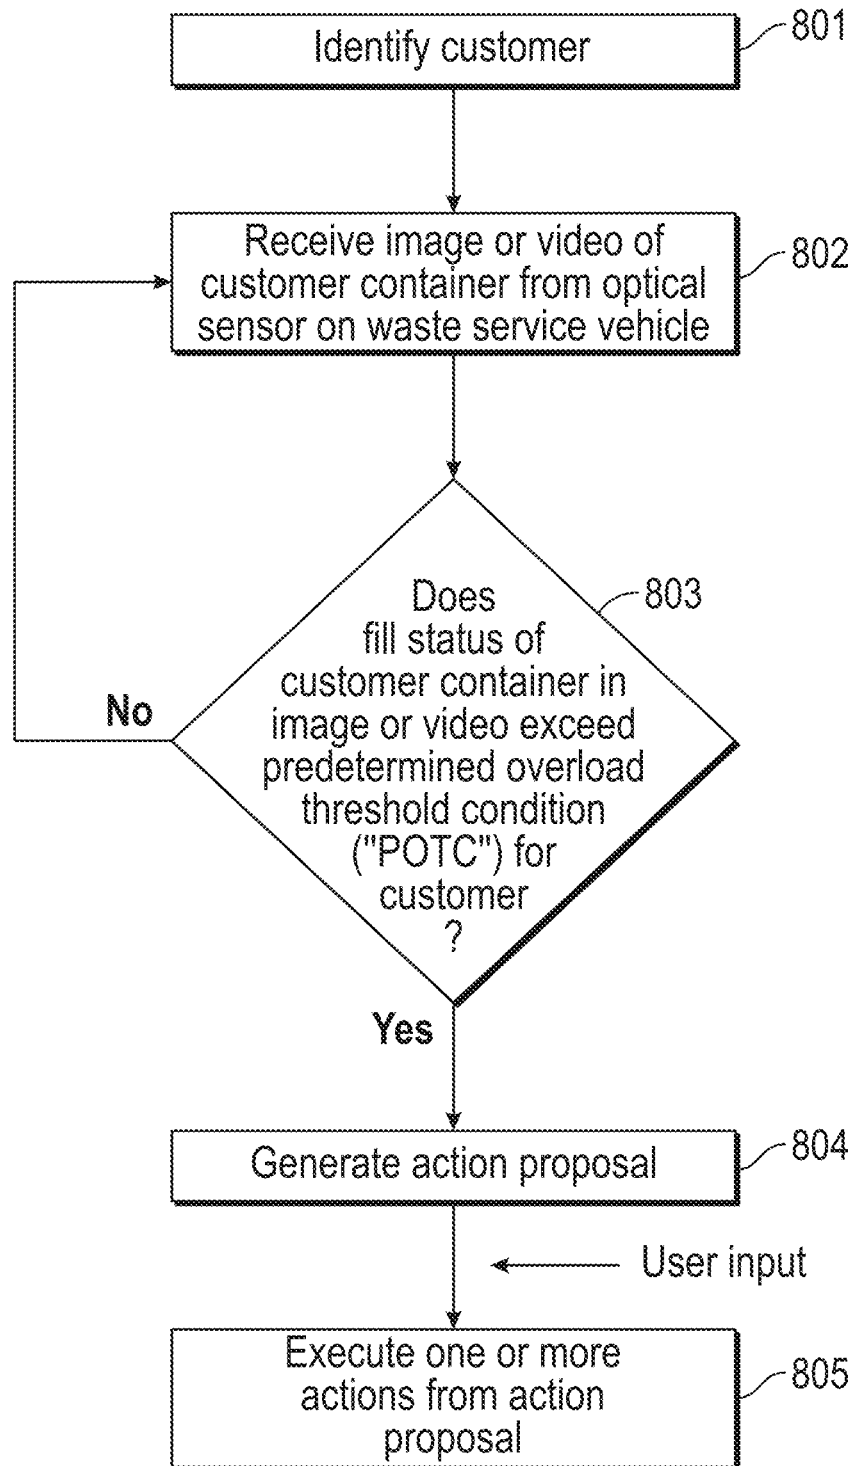 Identify customer
801
Receive image or video of
customer container from optical
sensor on waste service vehicle
802
Does
fill status of
customer container in
image or video exceed
predetermined overload
threshold condition
("POTC") for
customer
?
803
No
Yes
Generate action proposal
804
User input
Execute one or more
actions from action
proposal
805